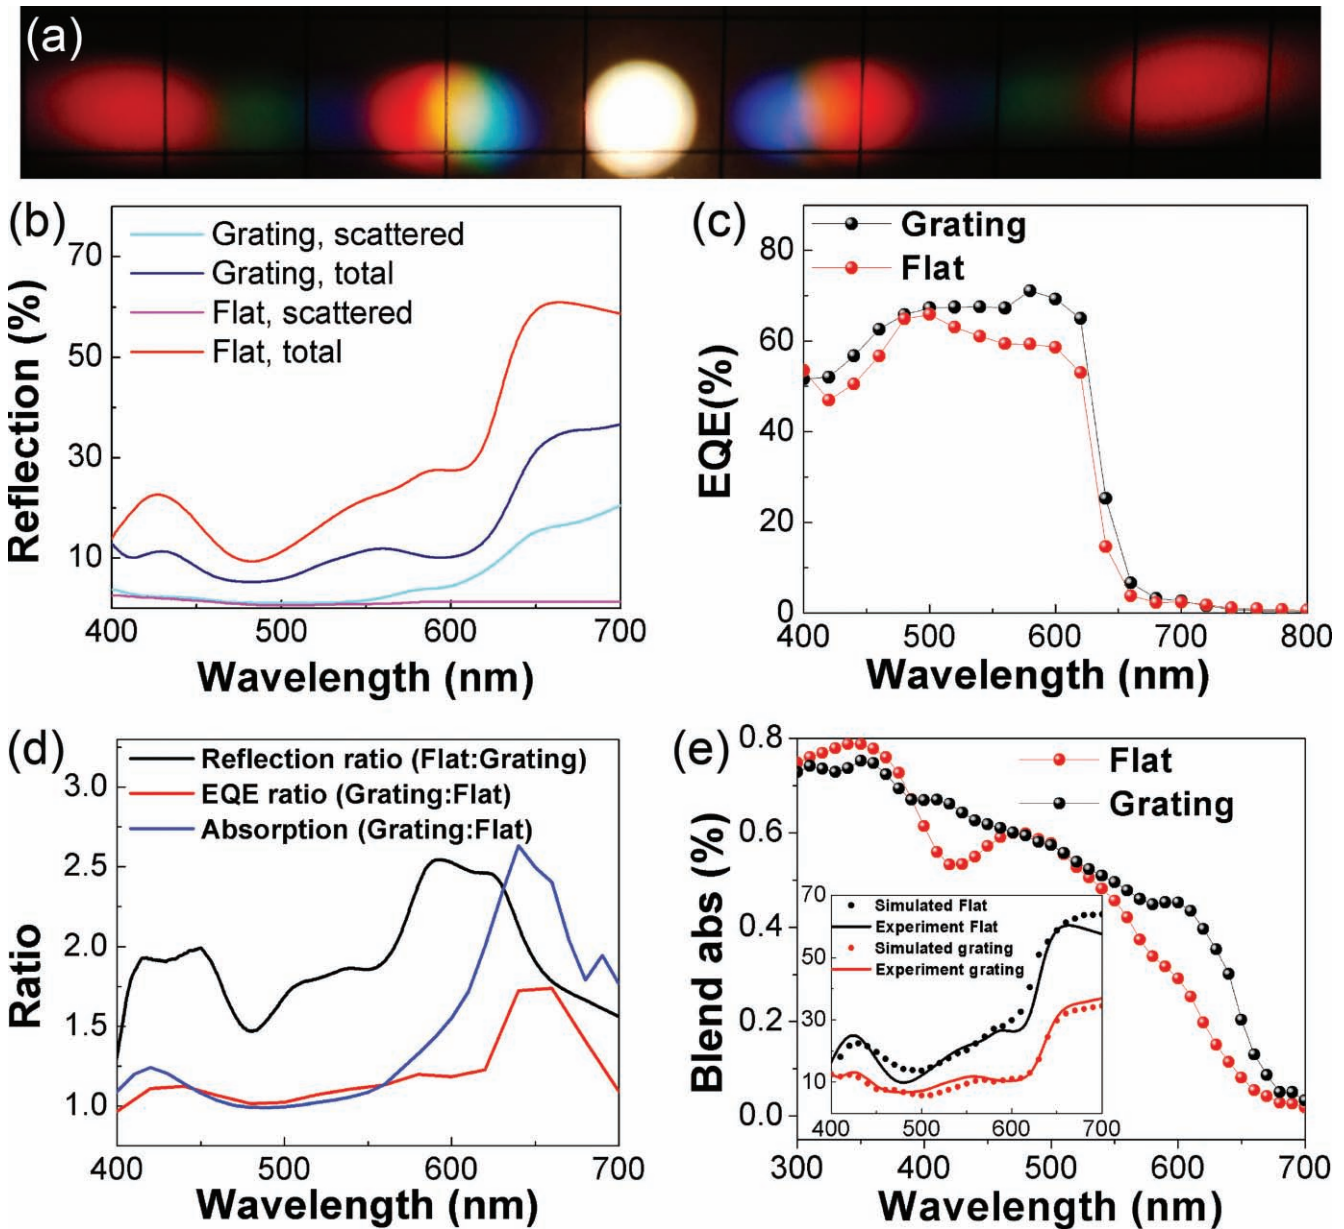 (a)
(b)
Grating, scattered
Grating, total
Flat, scattered
Flat, total
70
50
30
10
400 500 600 700
Reflection (%)
Wavelength (nm)
(c)
Grating
Flat
80
60
40
20
0
400 500 600 700 800
EQE(%)
Wavelength (nm)
(d)
Reflection ratio (Flat:Grating)
EQE ratio (Grating:Flat)
Absorption (Grating:Flat)
3.0
2.5
2.0
1.5
1.0
400 500 600 700
Ratio
Wavelength (nm)
(e)
Flat
Grating
0.8
0.6
0.4
0.2
0.0
300 400 500 600 700
Blend abs (%)
Wavelength (nm)
70
50
30
10
Simulated Flat
Experiment Flat
Simulated grating
Experiment grating
400 500 600 700